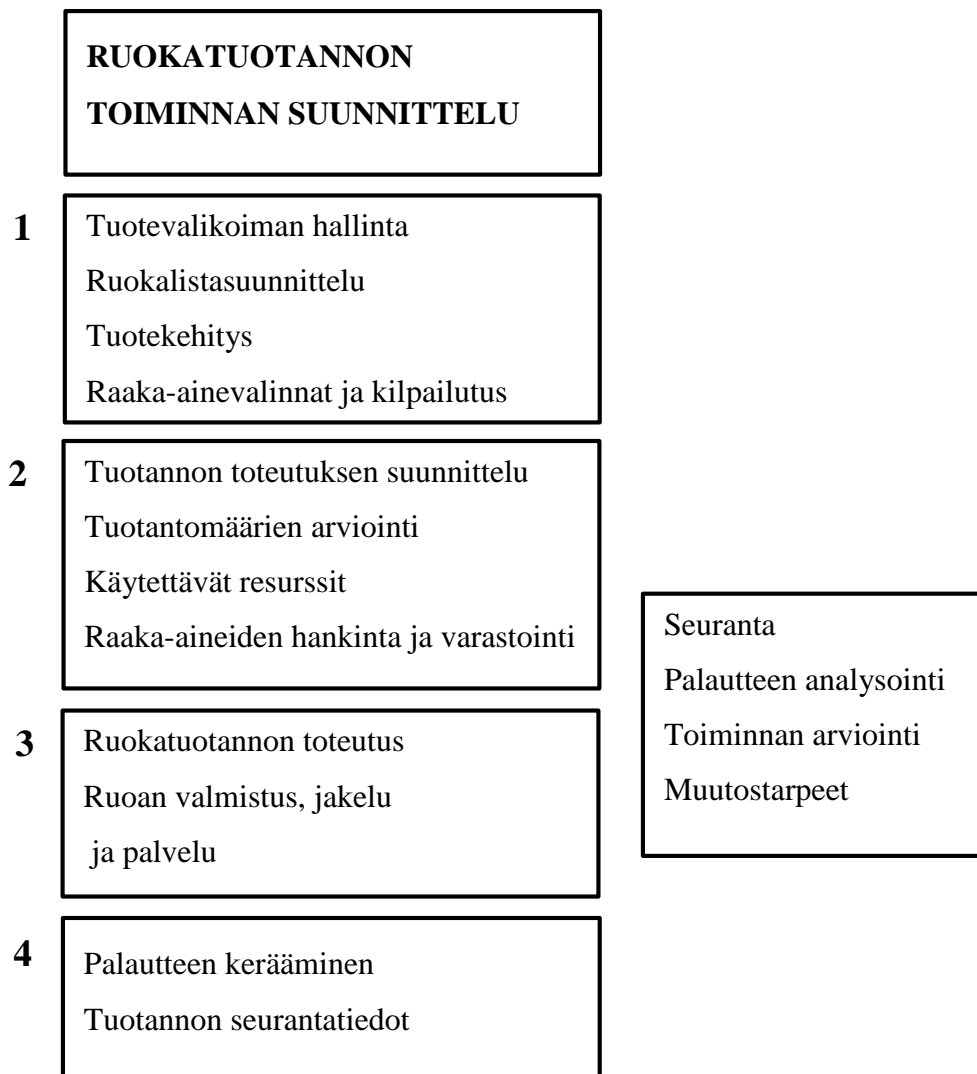 RUOKATUOTANNON
TOIMINNAN SUUNNITTELU
1
Tuotevalikoiman hallinta
Ruokalistasuunnittelu
Tuotekehitys
Raaka-ainevalinnat ja kilpailutus
2
Tuotannon toteutuksen suunnittelu
Tuotantomäärien arviointi
Käytettävät resurssit
Raaka-aineiden hankinta ja varastointi
3
Ruokatuotannon toteutus
Ruoan valmistus, jakelu
ja palvelu
4
Palautteen kerääminen
Tuotannon seurantatiedot
Seuranta
Palautteen analysointi
Toiminnan arviointi
Muutostarpeet